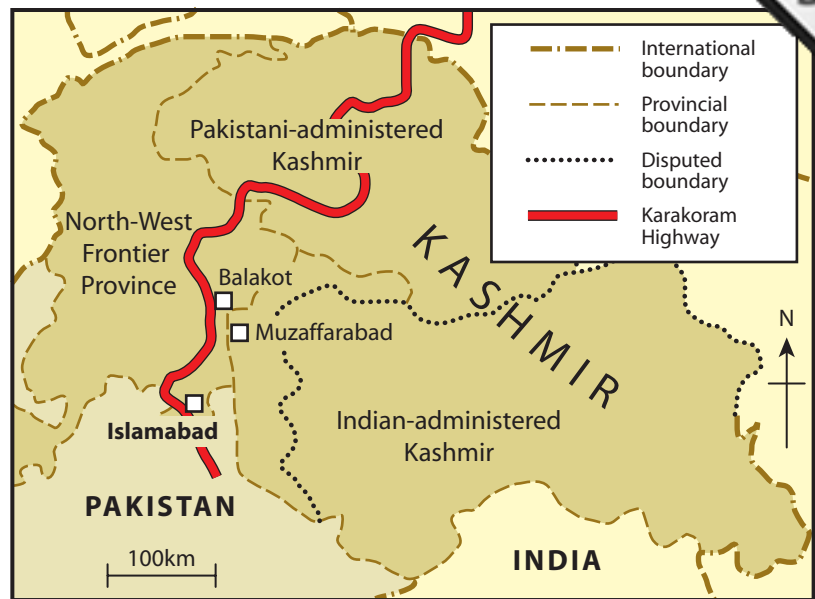 International
boundary
Provincial
boundary
Disputed
boundary
Karakoram
Highway
Pakistani-administered
Kashmir
North-West
Frontier
Province
KASHMIR
Balakot
Muzaffarabad
N
Islamabad
Indian-administered
Kashmir
PAKISTAN
100km
INDIA